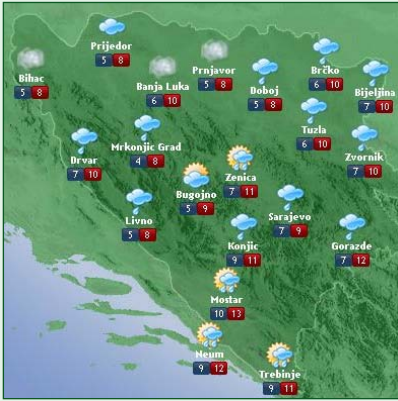 Prijedor
5 8
Bihac
5 8
Banja Luka
6 10
Prnjavor
5 8
Doboj
5 8
Brčko
6 10
Bijeljina
7 10
Drvar
7 10
Mrkonjic Grad
4 8
Tuzla
6 10
Zvornik
7 10
Bugojno
5 9
Zenica
7 11
Livno
5 8
Sarajevo
7 9
Konjic
9 11
Gorazde
7 12
Mostar
10 13
Neum
9 12
Trebinje
9 11